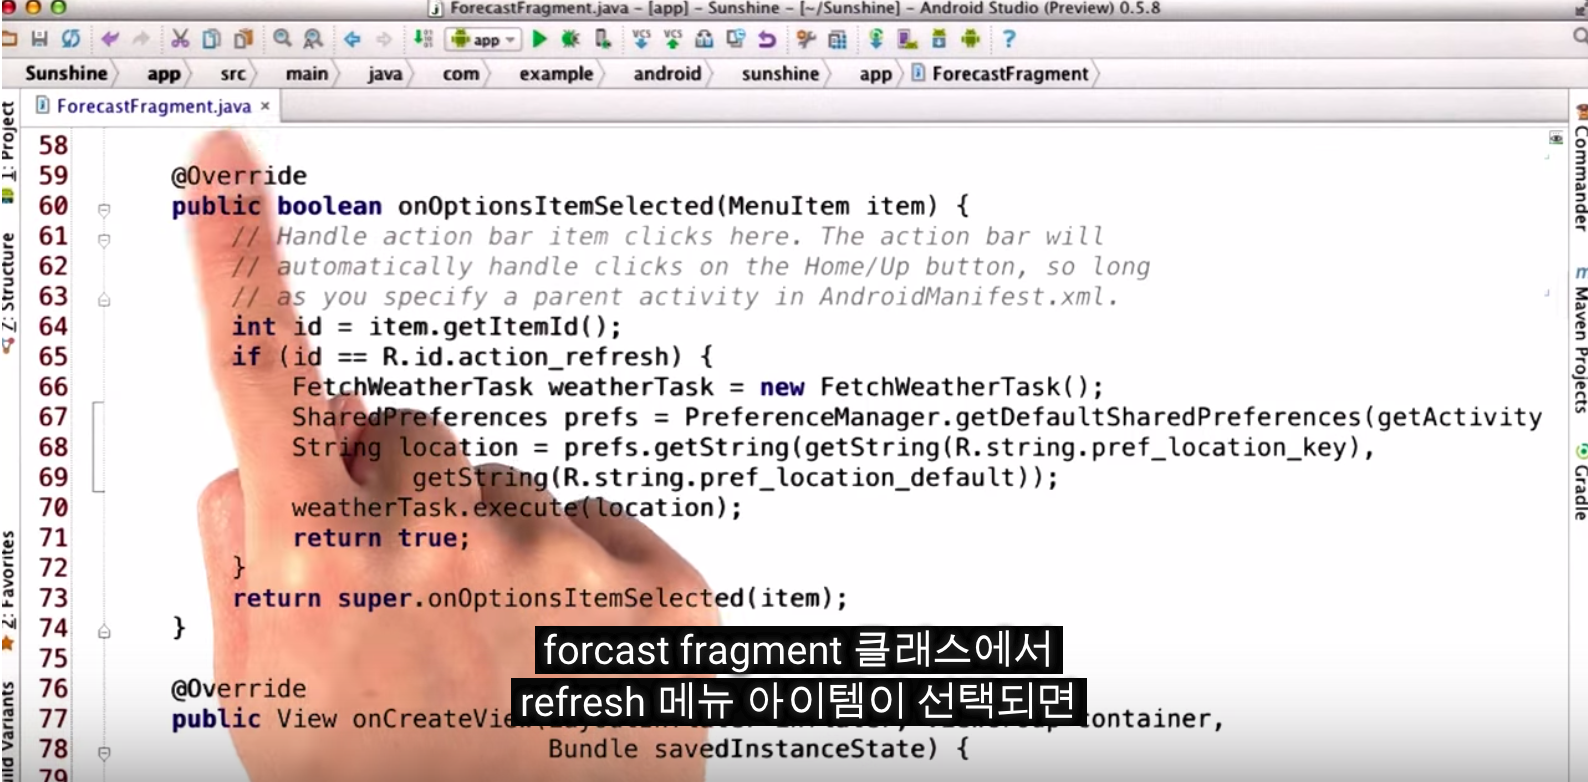 ForecastFragment.java – [app] – Sunshine – [~/Sunshine] – Android Studio (Preview) 0.5.8
app
VCS VCS
?
Sunshine app src main java com example android sunshine app ForecastFragment
ForecastFragment.java ×
1: Project
Z: Structure
2: Favorites
Commander
Maven Projects
Gradle
58
59 @Override
60 public boolean onOptionsItemSelected(MenuItem item) {
61 // Handle action bar item clicks here. The action bar will
62 // automatically handle clicks on the Home/Up button, so long
63 // as you specify a parent activity in AndroidManifest.xml.
64 int id = item.getItemId();
65 if (id == R.id.action_refresh) {
66 FetchWeatherTask weatherTask = new FetchWeatherTask();
67 SharedPreferences prefs = PreferenceManager.getDefaultSharedPreferences(getActivity
68 String location = prefs.getString(getString(R.string.pref_location_key),
69 getString(R.string.pref_location_default));
70 weatherTask.execute(location);
71 return true;
72 }
73 return super.onOptionsItemSelected(item);
74 }
75
76 @Override
77 public View onCreateView container,
78 Bundle savedInstanceState) {
79
forcast fragment 클래스에서
refresh 메뉴 아이템이 선택되면